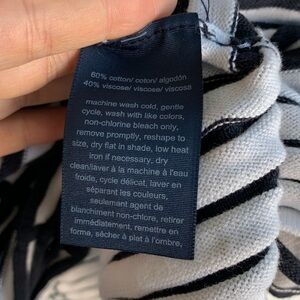 60% cotton/coton/ algodón
40% viscose/ viscose/ viscosa
machine wash cold, gentle
cycle, wash with like colors,
non-chlorine bleach only,
remove promptly, reshape to
size, dry flat in shade, low heat
iron if necessary, dry
clean/laver à la machine à l'eau
froide, cycle délicat, laver en
séparant les couleurs,
seulement agent de
blanchiment non-chlore, retirer
immédiatement, remettre en
forme, sécher à plat à l'ombre,